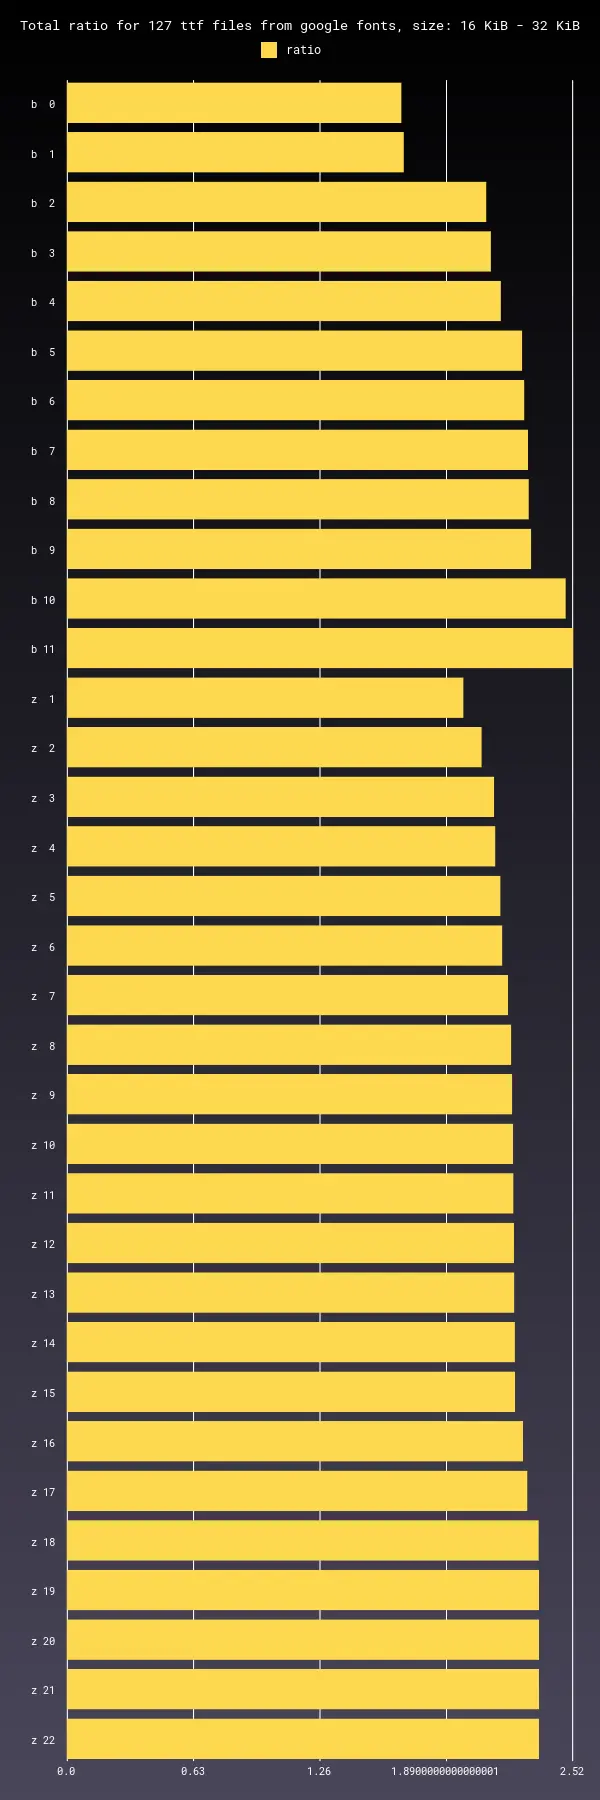 Total ratio for 127 ttf files from google fonts, size: 16 KiB - 32 KiB
ratio
b 0
b 1
b 2
b 3
b 4
b 5
b 6
b 7
b 8
b 9
b 10
b 11
z 1
z 2
z 3
z 4
z 5
z 6
z 7
z 8
z 9
z 10
z 11
z 12
z 13
z 14
z 15
z 16
z 17
z 18
z 19
z 20
z 21
z 22
0.0 0.63 1.26 1.8900000000000001 2.52